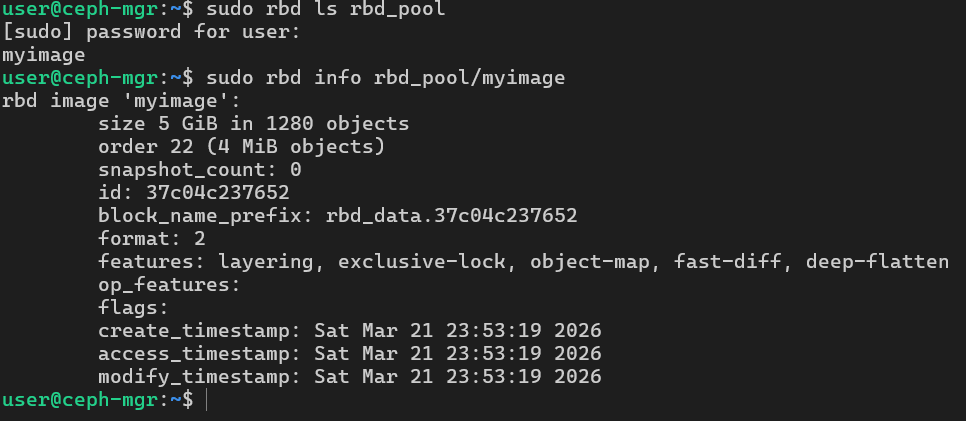 user@ceph-mgr:~$ sudo rbd ls rbd_pool
[sudo] password for user:
myimage
user@ceph-mgr:~$ sudo rbd info rbd_pool/myimage
rbd image 'myimage':
        size 5 GiB in 1280 objects
        order 22 (4 MiB objects)
        snapshot_count: 0
        id: 37c04c237652
        block_name_prefix: rbd_data.37c04c237652
        format: 2
        features: layering, exclusive-lock, object-map, fast-diff, deep-flatten
        op_features:
        flags:
        create_timestamp: Sat Mar 21 23:53:19 2026
        access_timestamp: Sat Mar 21 23:53:19 2026
        modify_timestamp: Sat Mar 21 23:53:19 2026
user@ceph-mgr:~$